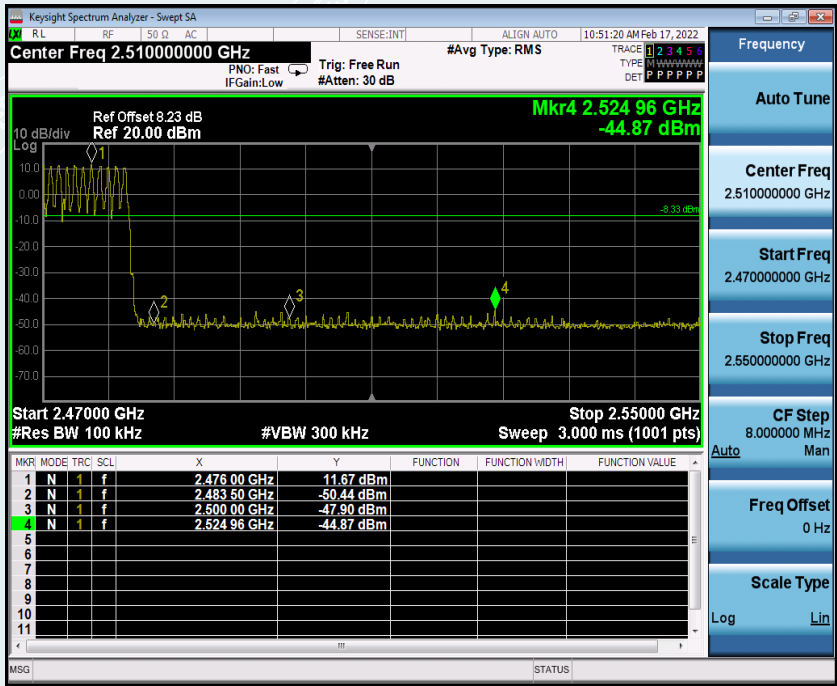 Keysight Spectrum Analyzer - Swept SA
LXI RL RF 50 Ω AC SENSE:INT ALIGN AUTO 10:51:20 AM Feb 17, 2022
Center Freq 2.510000000 GHz #Avg Type: RMS TRACE 1 2 3 4 5 6
PNO: Fast Trig: Free Run TYPE M WWWWW
IFGain:Low #Atten: 30 dB DET P P P P P P
Ref Offset 8.23 dB Mkr4 2.524 96 GHz
10 dB/div Ref 20.00 dBm -44.87 dBm
Log
1
10.0
0.00
-8.33 dBm
-10.0
-20.0
-30.0
-40.0
2
3
4
-50.0
-60.0
-70.0
Start 2.47000 GHz Stop 2.55000 GHz
#Res BW 100 kHz #VBW 300 kHz Sweep 3.000 ms (1001 pts)
MKR MODE TRC SCL X Y FUNCTION FUNCTION WIDTH FUNCTION VALUE
1 N 1 f 2.476 00 GHz 11.67 dBm
2 N 1 f 2.483 50 GHz -50.44 dBm
3 N 1 f 2.500 00 GHz -47.90 dBm
4 N 1 f 2.524 96 GHz -44.87 dBm
5
6
7
8
9
10
11
MSG STATUS
Frequency
Auto Tune
Center Freq
2.510000000 GHz
Start Freq
2.470000000 GHz
Stop Freq
2.550000000 GHz
CF Step
8.000000 MHz
Auto Man
Freq Offset
0 Hz
Scale Type
Log Lin